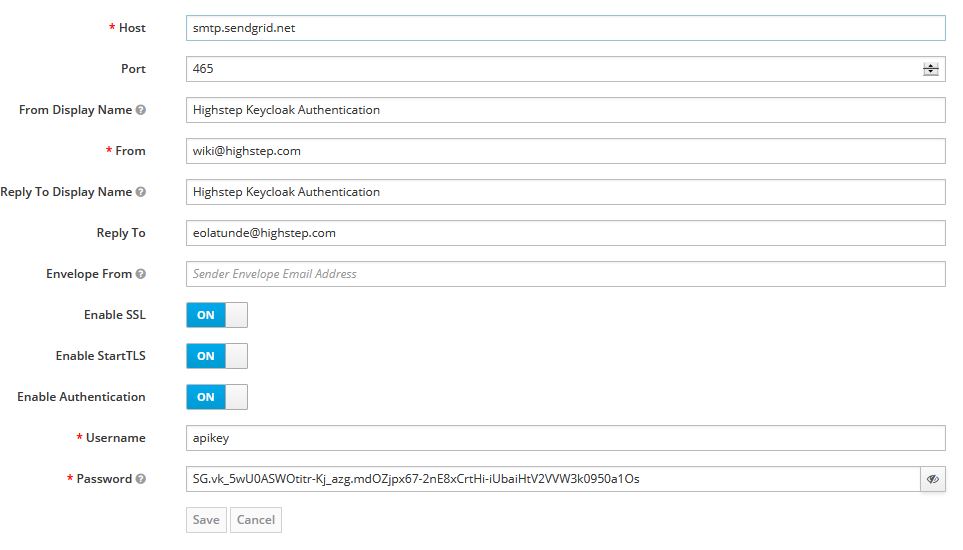 * Host smtp.sendgrid.net
Port 465
From Display Name Highstep Keycloak Authentication
* From wiki@highstep.com
Reply To Display Name Highstep Keycloak Authentication
Reply To eolatunde@highstep.com
Envelope From Sender Envelope Email Address
Enable SSL ON
Enable StartTLS ON
Enable Authentication ON
* Username apikey
* Password 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
Save Cancel